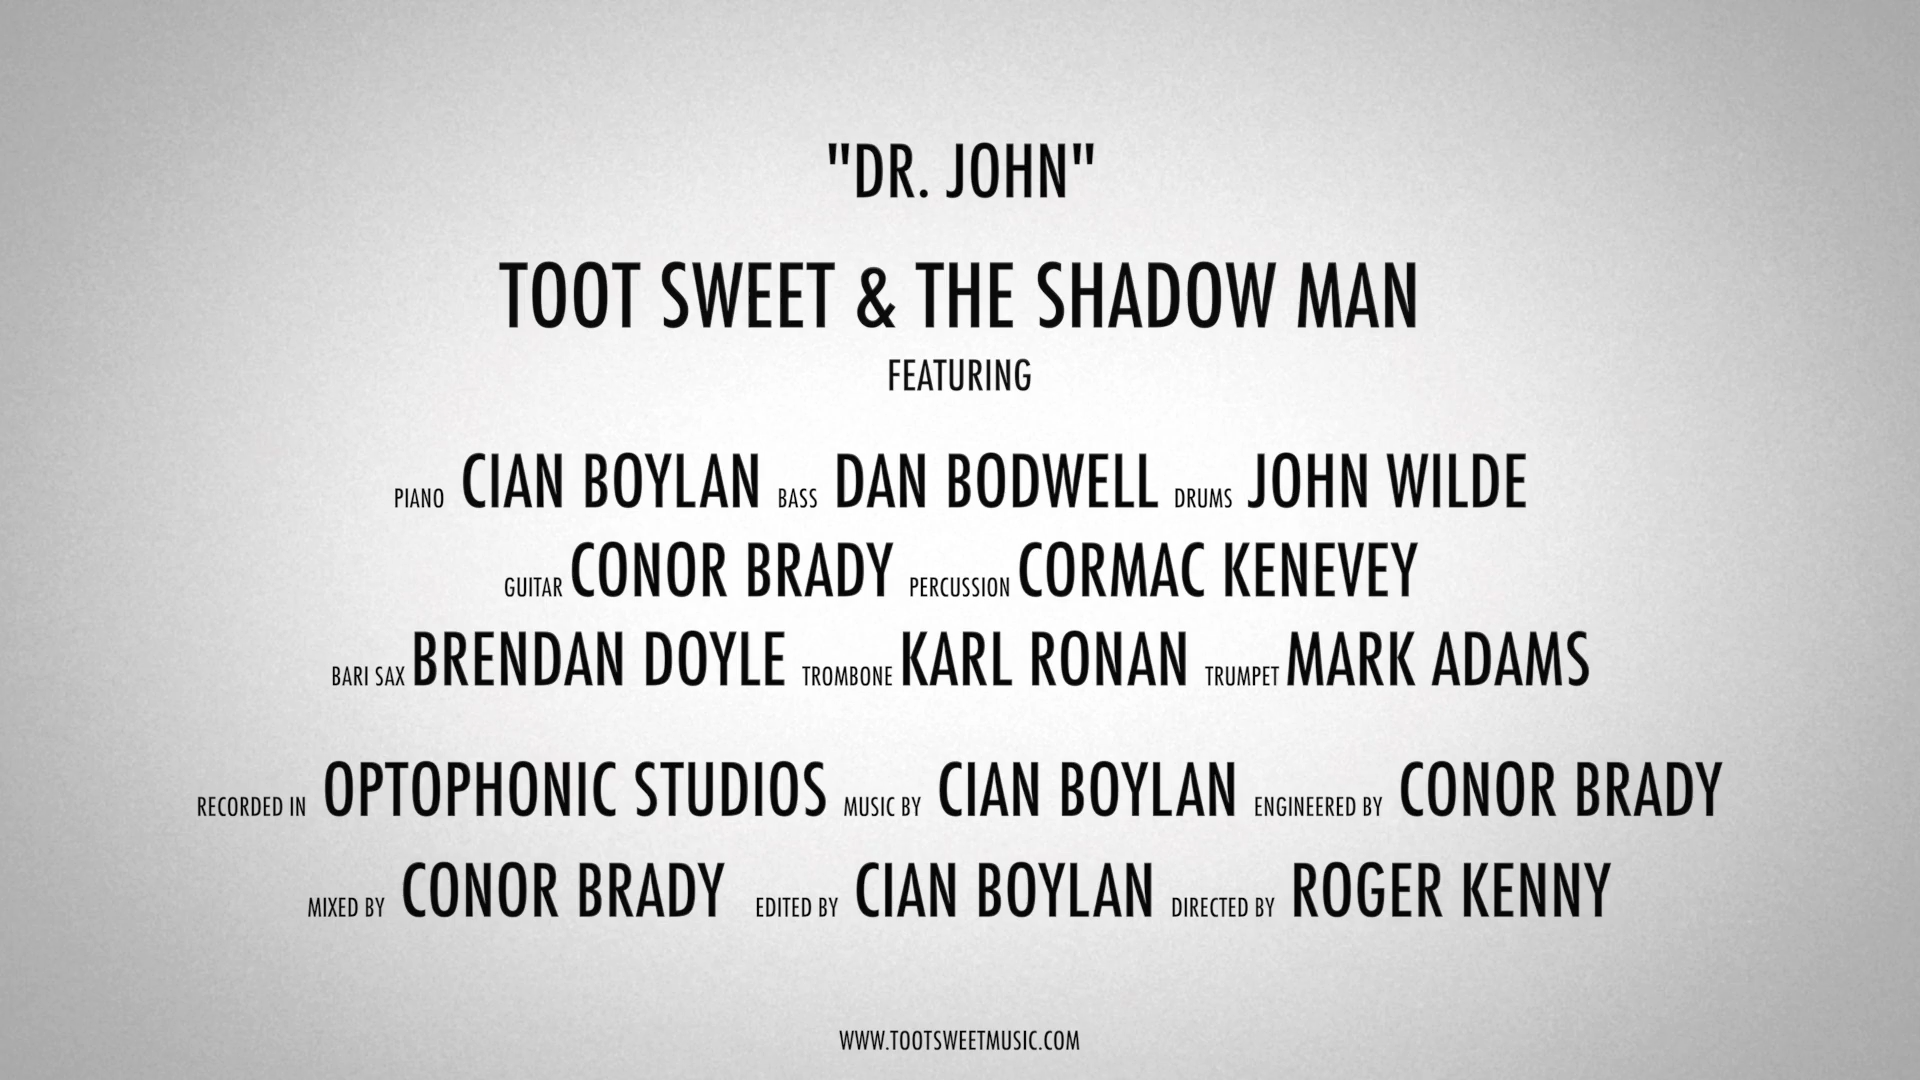 "DR. JOHN"
TOOT SWEET & THE SHADOW MAN
FEATURING
PIANO CIAN BOYLAN BASS DAN BODWELL DRUMS JOHN WILDE
GUITAR CONOR BRADY PERCUSSION CORMAC KENEVEY
BARI SAX BRENDAN DOYLE TROMBONE KARL RONAN TRUMPET MARK ADAMS
RECORDED IN OPTOPHONIC STUDIOS MUSIC BY CIAN BOYLAN ENGINEERED BY CONOR BRADY
MIXED BY CONOR BRADY EDITED BY CIAN BOYLAN DIRECTED BY ROGER KENNY
WWW.TOOTSWEETMUSIC.COM